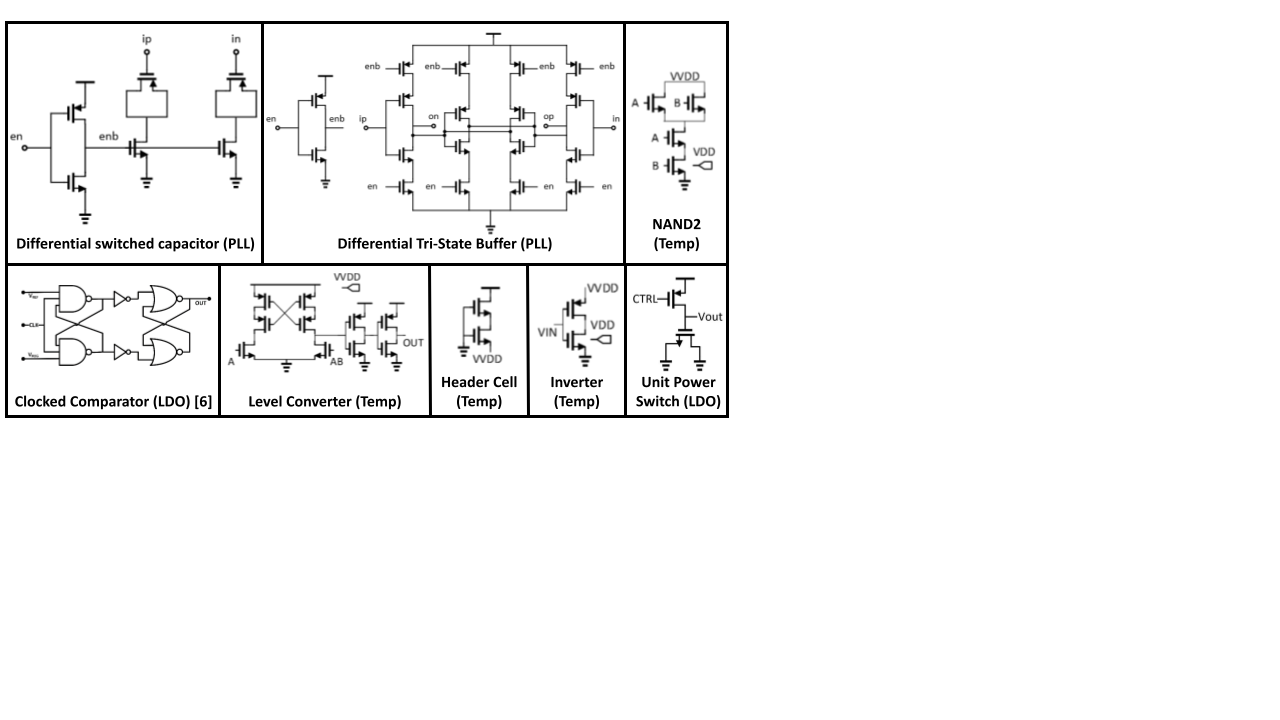 ip
in
en
enb
Differential switched capacitor (PLL)
enb
enb
enb
enb
en
enb
ip
on
op
in
en
en
en
en
Differential Tri-State Buffer (PLL)
VVDD
A
B
A
VDD
B
NAND2
(Temp)
CLK
OUT
Clocked Comparator (LDO) [6]
VVDD
OUT
A
AB
Level Converter (Temp)
VVDD
Header Cell
(Temp)
VVDD
VIN
VDD
Inverter
(Temp)
CTRL
Vout
Unit Power
Switch (LDO)